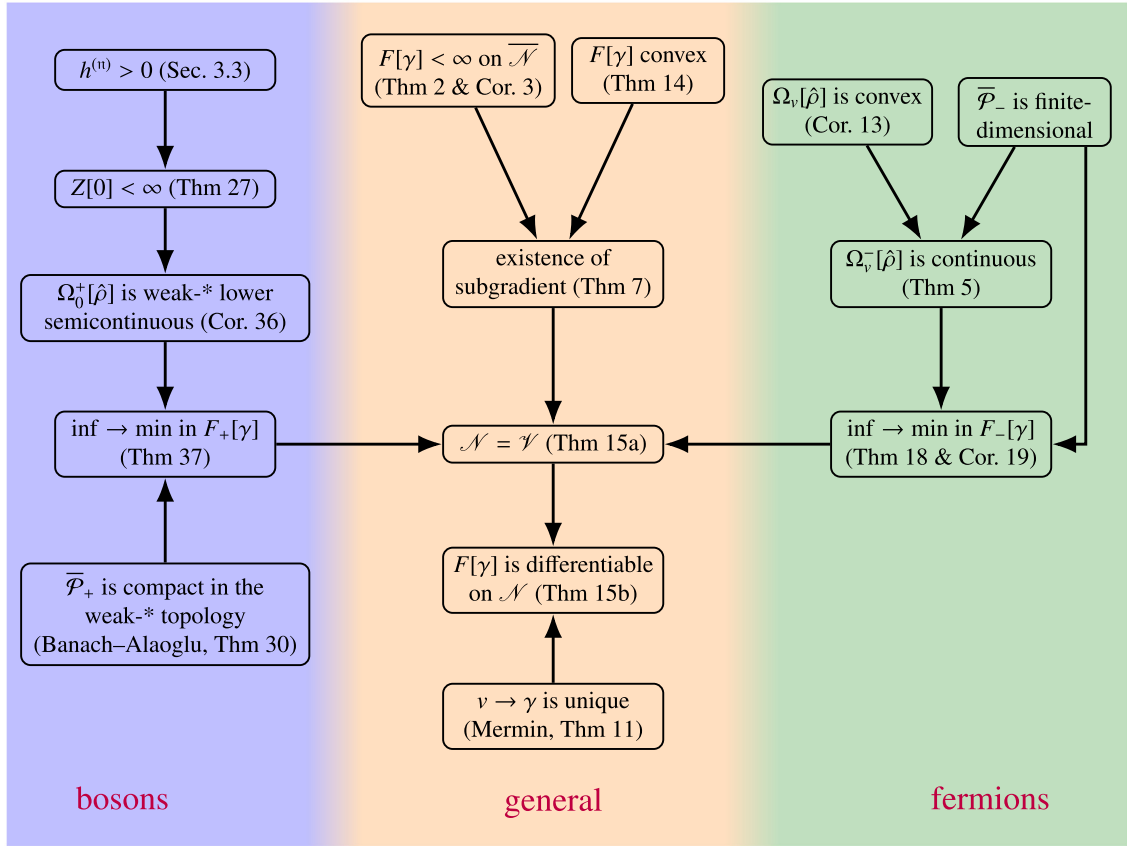 h⁽ⁿ⁾ > 0 (Sec. 3.3)
Z[0] < ∞ (Thm 27)
Ω₀⁺[ρ̂] is weak-* lower
semicontinuous (Cor. 36)
inf → min in F₊[γ]
(Thm 37)
𝒫̅₊ is compact in the
weak-* topology
(Banach–Alaoglu, Thm 30)
bosons
F[γ] < ∞ on 𝒩̅
(Thm 2 & Cor. 3)
F[γ] convex
(Thm 14)
existence of
subgradient (Thm 7)
𝒩 = 𝒱 (Thm 15a)
F[γ] is differentiable
on 𝒩 (Thm 15b)
v → γ is unique
(Mermin, Thm 11)
general
Ωᵥ[ρ̂] is convex
(Cor. 13)
𝒫̅₋ is finite-
dimensional
Ωᵥ⁻[ρ̂] is continuous
(Thm 5)
inf → min in F₋[γ]
(Thm 18 & Cor. 19)
fermions